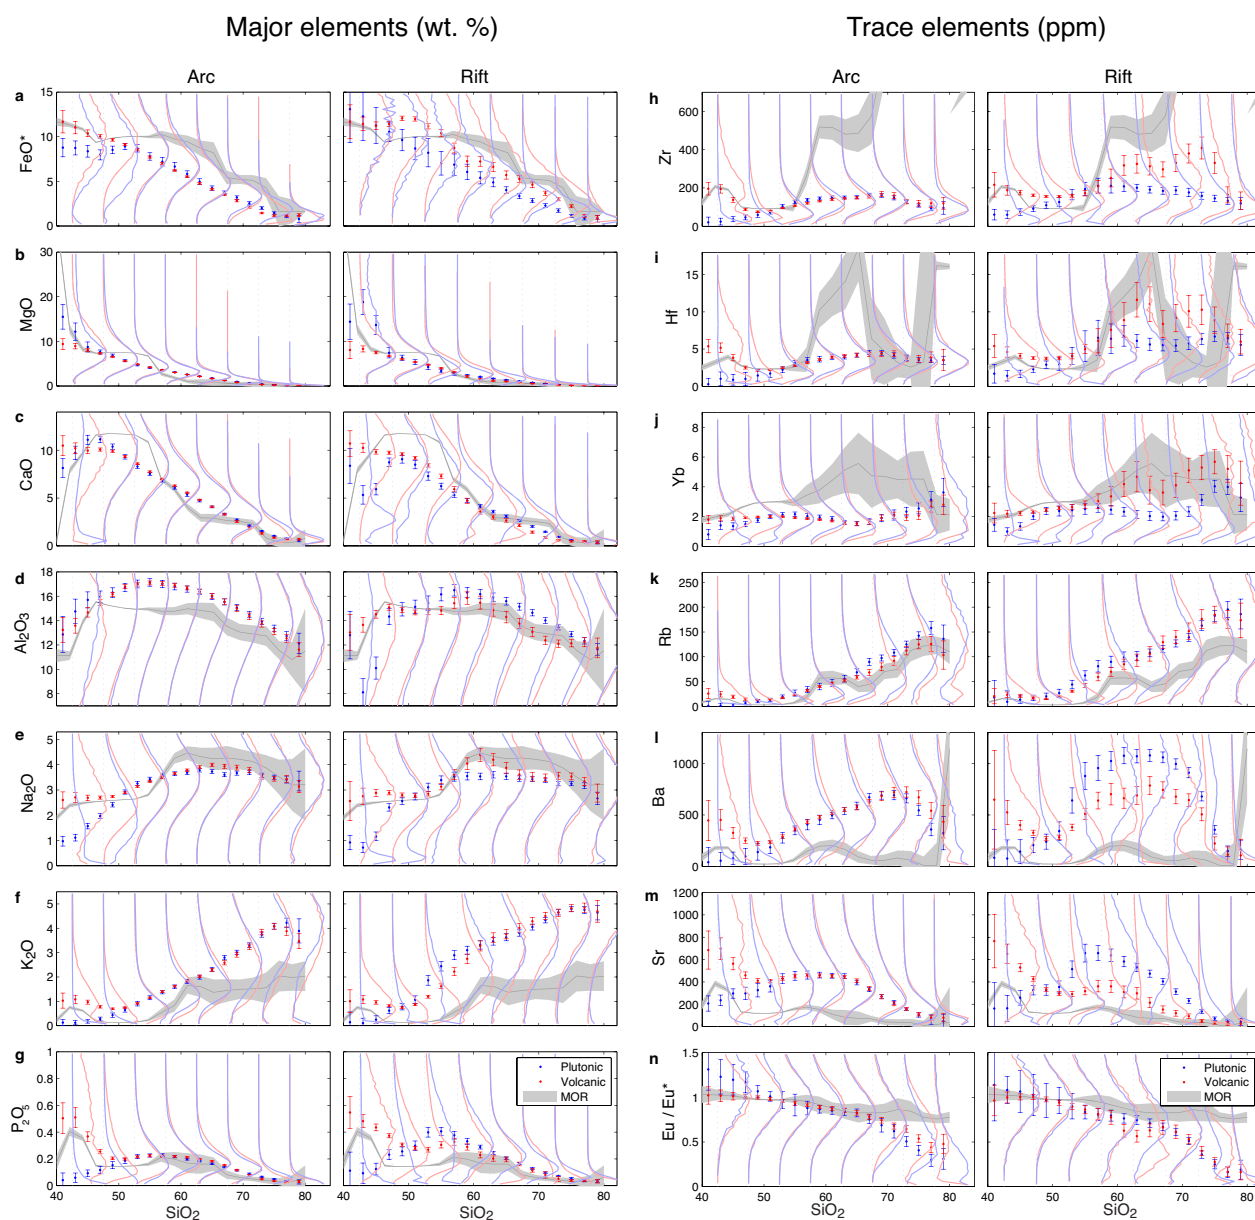 Major elements (wt. %)
Trace elements (ppm)
Arc
Rift
Arc
Rift
a
15
10
5
0
FeO*
b
30
20
10
0
MgO
c
10
5
0
CaO
d
18
16
14
12
10
8
Al2O3
e
5
4
3
2
1
0
Na2O
f
5
4
3
2
1
0
K2O
g
1
0.8
0.6
0.4
0.2
0
P2O5
Plutonic
Volcanic
MOR
40 50 60 70 80
40 50 60 70 80
SiO2
h
600
400
200
0
Zr
i
15
10
5
0
Hf
j
8
6
4
2
0
Yb
k
250
200
150
100
50
0
Rb
l
1000
500
0
Ba
m
1200
1000
800
600
400
200
0
Sr
n
1.5
1
0.5
0
Eu / Eu*
Plutonic
Volcanic
MOR
40 50 60 70 80
40 50 60 70 80
SiO2